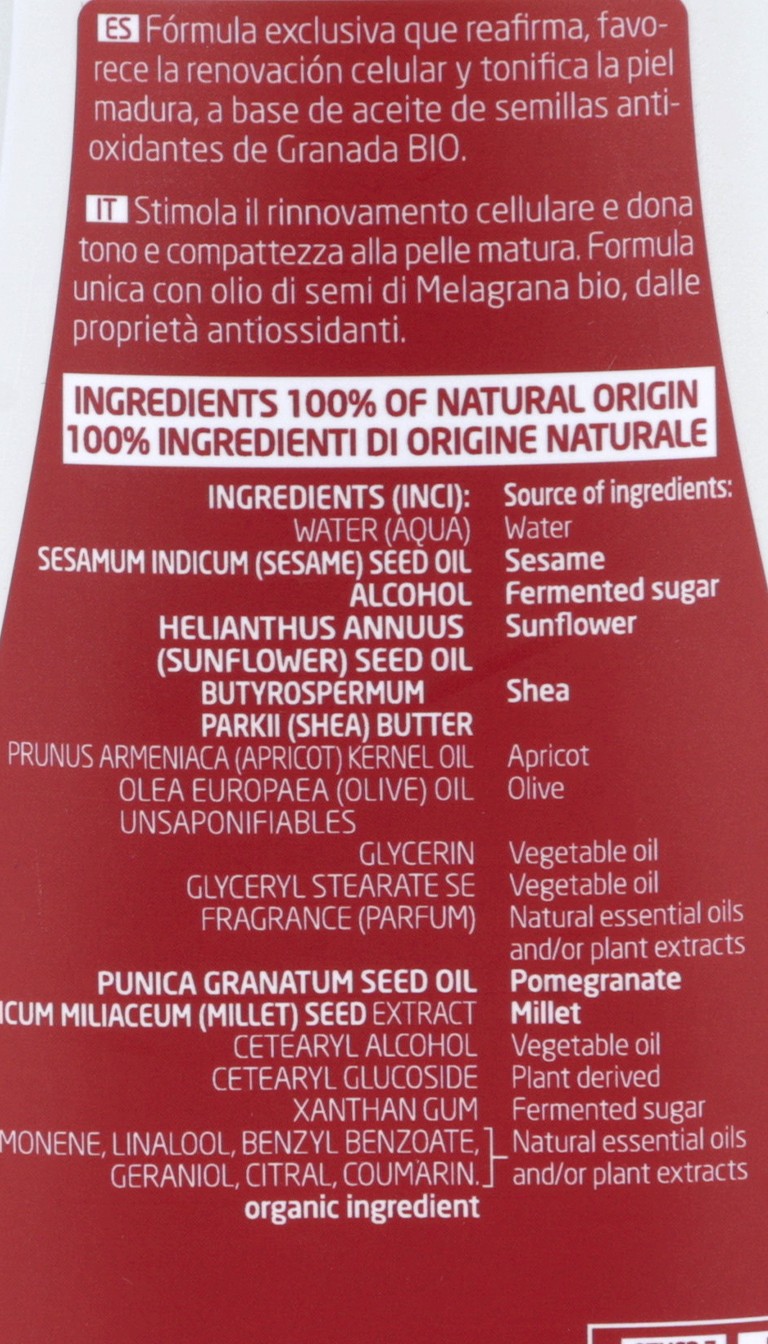 ES Fórmula exclusiva que reafirma, favo-
rece la renovación celular y tonifica la piel
madura, a base de aceite de semillas anti-
oxidantes de Granada BIO.
IT Stimola il rinnovamento cellulare e dona
tono e compattezza alla pelle matura. Formula
unica con olio di semi di Melagrana bio, dalle
proprietà antiossidanti.
INGREDIENTS 100% OF NATURAL ORIGIN
100% INGREDIENTI DI ORIGINE NATURALE
INGREDIENTS (INCI): Source of ingredients:
WATER (AQUA) Water
SESAMUM INDICUM (SESAME) SEED OIL Sesame
ALCOHOL Fermented sugar
HELIANTHUS ANNUUS Sunflower
(SUNFLOWER) SEED OIL
BUTYROSPERMUM Shea
PARKII (SHEA) BUTTER
PRUNUS ARMENIACA (APRICOT) KERNEL OIL Apricot
OLEA EUROPAEA (OLIVE) OIL Olive
UNSAPONIFIABLES
GLYCERIN Vegetable oil
GLYCERYL STEARATE SE Vegetable oil
FRAGRANCE (PARFUM) Natural essential oils
and/or plant extracts
PUNICA GRANATUM SEED OIL Pomegranate
ICUM MILIACEUM (MILLET) SEED EXTRACT Millet
CETEARYL ALCOHOL Vegetable oil
CETEARYL GLUCOSIDE Plant derived
XANTHAN GUM Fermented sugar
MONENE, LINALOOL, BENZYL BENZOATE, Natural essential oils
GERANIOL, CITRAL, COUMARIN. and/or plant extracts
organic ingredient